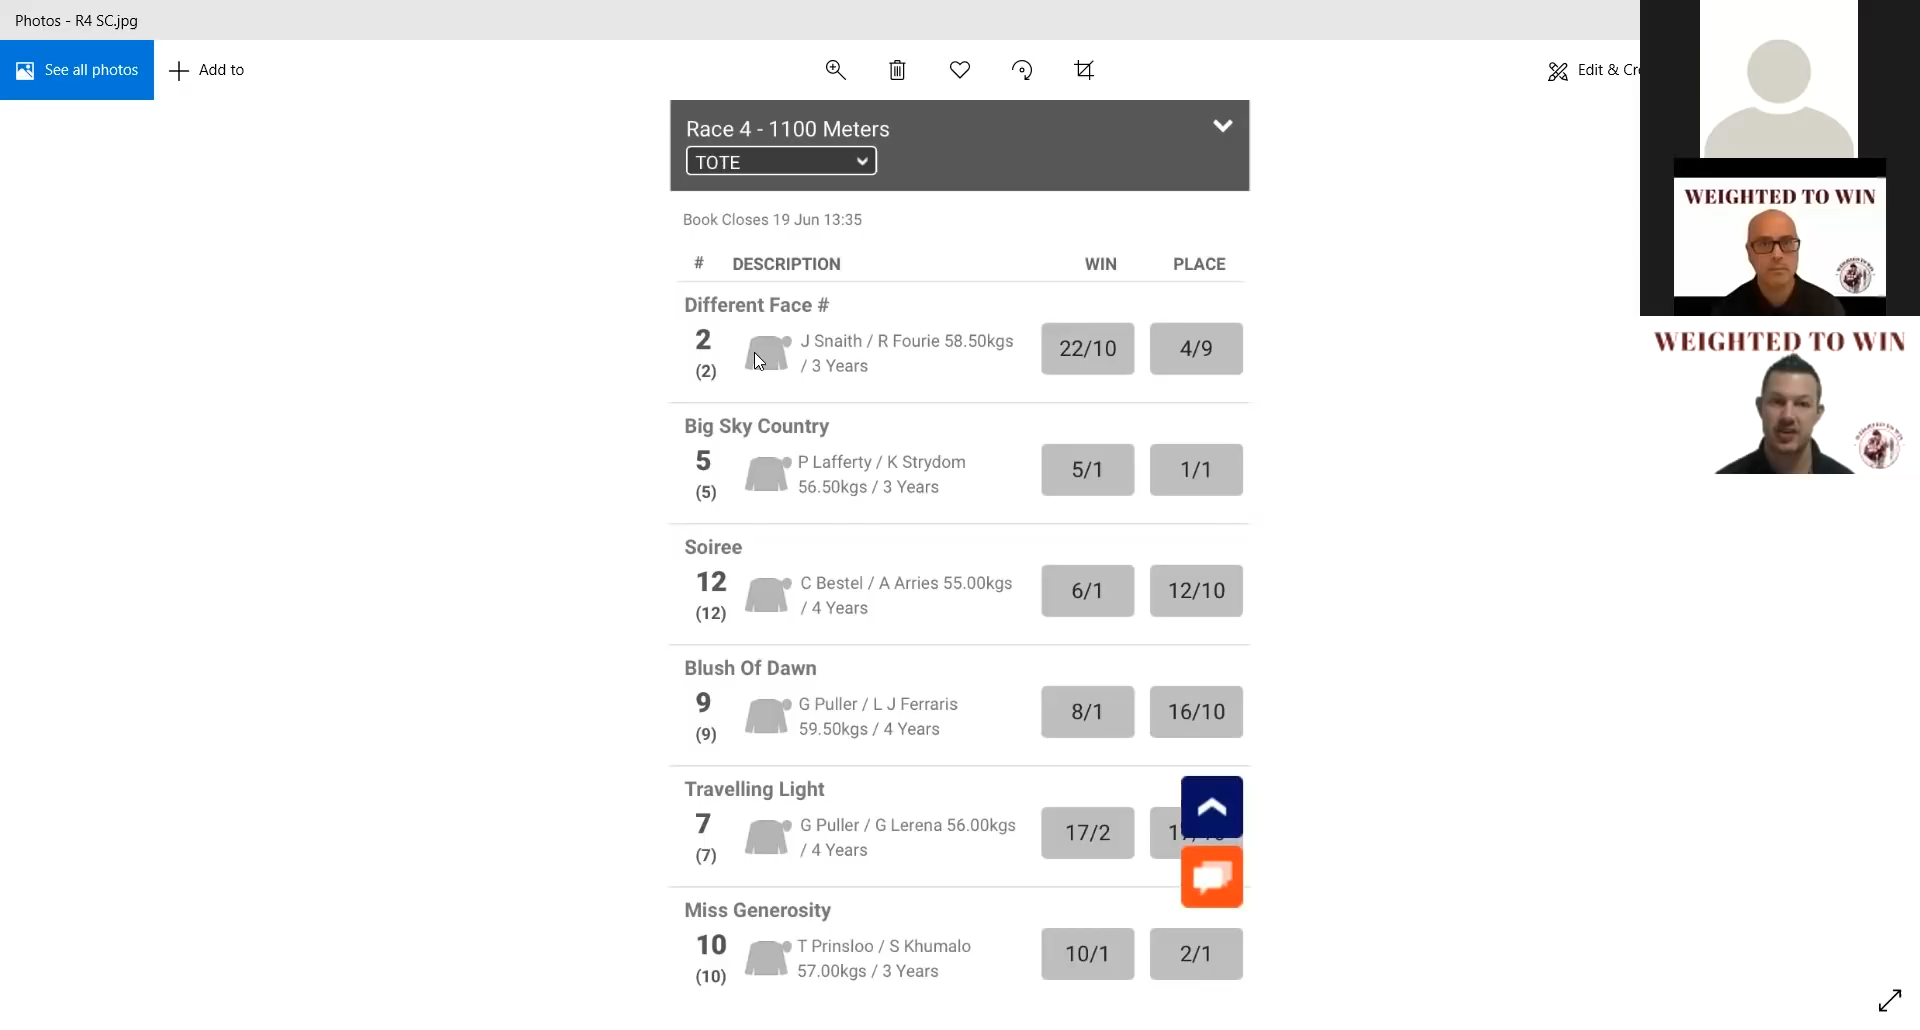 Photos - R4 SC.jpg
See all photos
Add to
Edit &
Race 4 - 1100 Meters
TOTE
Book Closes 19 Jun 13:35
# DESCRIPTION WIN PLACE
Different Face #
2 J Snaith / R Fourie 58.50kgs 22/10 4/9
(2) / 3 Years
Big Sky Country
5 P Lafferty / K Strydom 5/1 1/1
(5) 56.50kgs / 3 Years
Soiree
12 C Bestel / A Arries 55.00kgs 6/1 12/10
(12) / 4 Years
Blush Of Dawn
9 G Puller / L J Ferraris 8/1 16/10
(9) 59.50kgs / 4 Years
Travelling Light
7 G Puller / G Lerena 56.00kgs 17/2
(7) / 4 Years
Miss Generosity
10 T Prinsloo / S Khumalo 10/1 2/1
(10) 57.00kgs / 3 Years
WEIGHTED TO WIN
WEIGHTED TO WIN